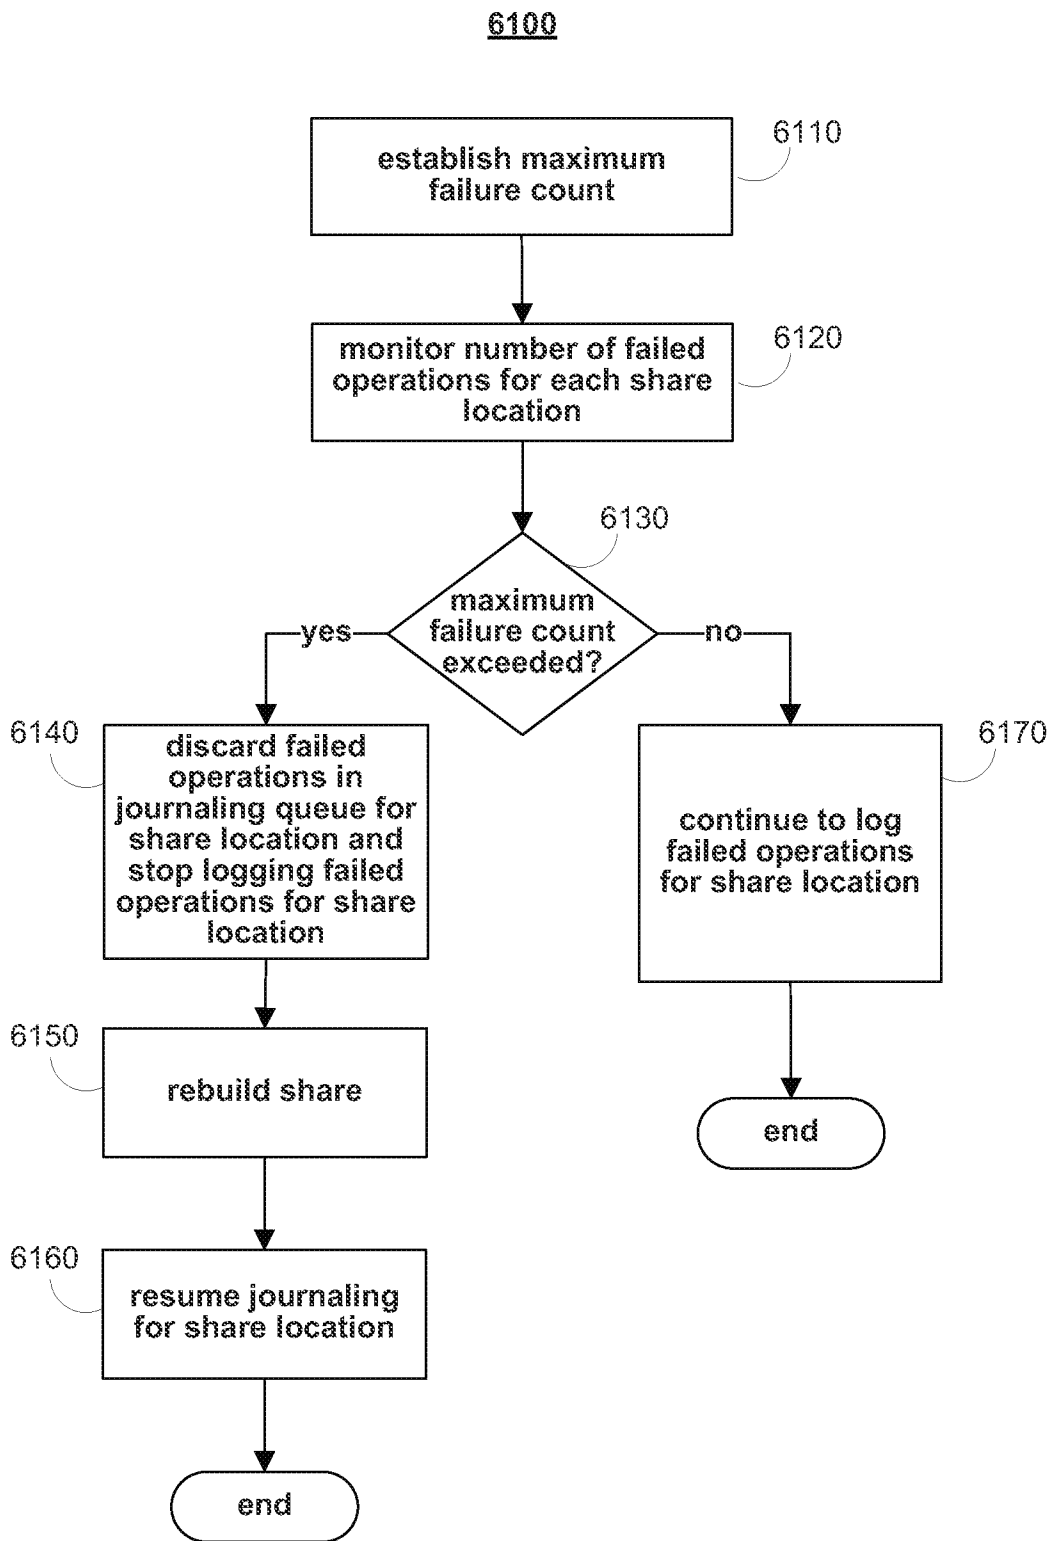 6100
6110
establish maximum
failure count
6120
monitor number of failed
operations for each share
location
6130
maximum
failure count
exceeded?
yes
no
6140
discard failed
operations in
journaling queue for
share location and
stop logging failed
operations for share
location
6170
continue to log
failed operations
for share location
6150
rebuild share
end
6160
resume journaling
for share location
end